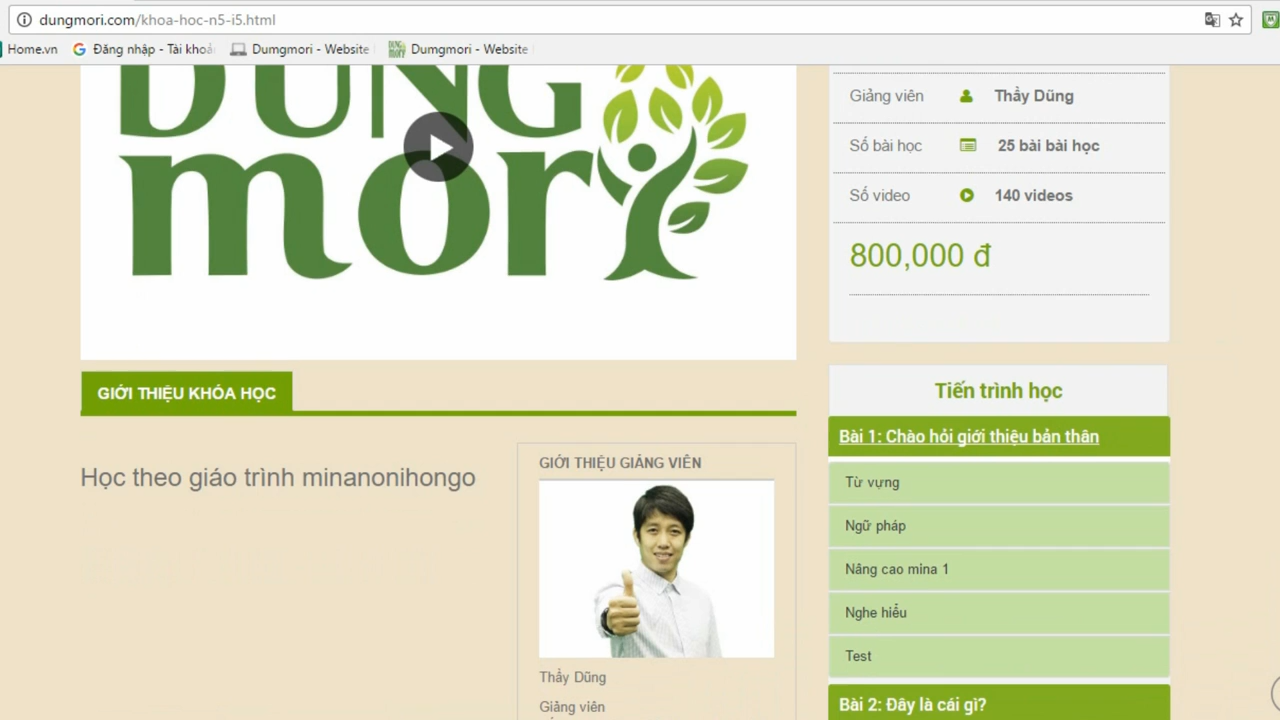 dungmori.com/khoa-hoc-n5-i5.html
Home.vn
Đăng nhập - Tài khoả
Dumgmori - Website
Dumgmori - Website
DUNG
mori
Giảng viên Thầy Dũng
Số bài học 25 bài bài học
Số video 140 videos
800,000 đ
GIỚI THIỆU KHÓA HỌC
Học theo giáo trình minanonihongo
GIỚI THIỆU GIẢNG VIÊN
Thầy Dũng
Giảng viên
Tiến trình học
Bài 1: Chào hỏi giới thiệu bản thân
Từ vựng
Ngữ pháp
Nâng cao mina 1
Nghe hiểu
Test
Bài 2: Đây là cái gì?